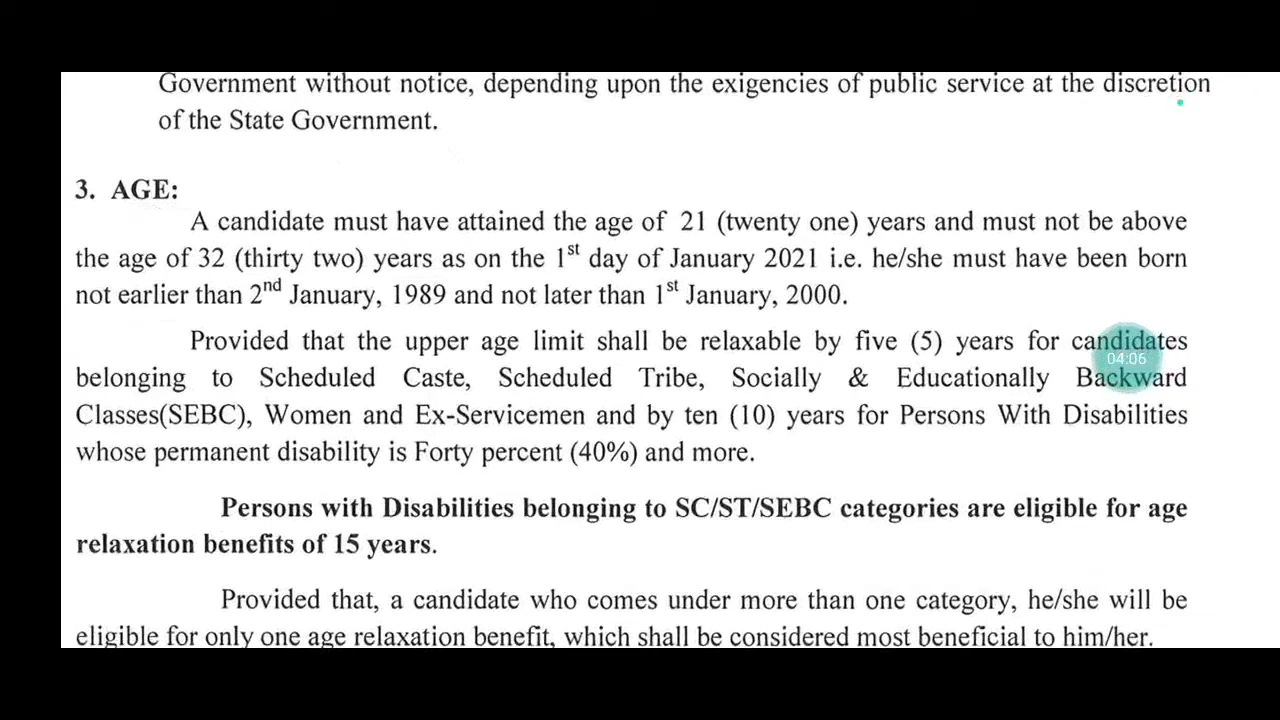 Government without notice, depending upon the exigencies of public service at the discretion
of the State Government.
3. AGE:
A candidate must have attained the age of 21 (twenty one) years and must not be above
the age of 32 (thirty two) years as on the 1st day of January 2021 i.e. he/she must have been born
not earlier than 2nd January, 1989 and not later than 1st January, 2000.
Provided that the upper age limit shall be relaxable by five (5) years for candidates
04:06
belonging to Scheduled Caste, Scheduled Tribe, Socially & Educationally Backward
Classes(SEBC), Women and Ex-Servicemen and by ten (10) years for Persons With Disabilities
whose permanent disability is Forty percent (40%) and more.
Persons with Disabilities belonging to SC/ST/SEBC categories are eligible for age
relaxation benefits of 15 years.
Provided that, a candidate who comes under more than one category, he/she will be
eligible for only one age relaxation benefit, which shall be considered most beneficial to him/her.